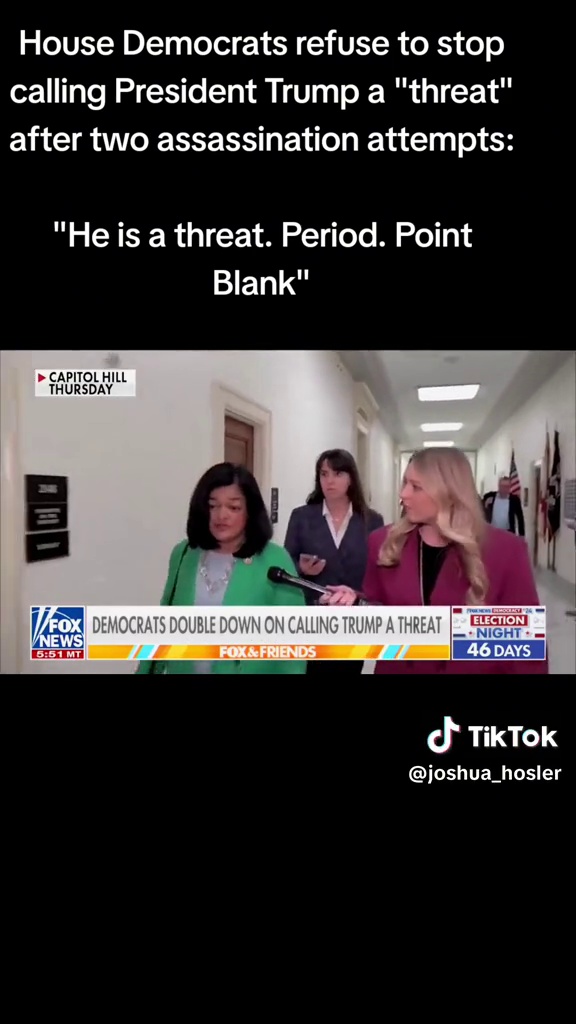 House Democrats refuse to stop
calling President Trump a "threat"
after two assassination attempts:
"He is a threat. Period. Point
Blank"
CAPITOL HILL
THURSDAY
FOX
NEWS
5:51 MT
DEMOCRATS DOUBLE DOWN ON CALLING TRUMP A THREAT
FOX&FRIENDS
ELECTION
NIGHT
46 DAYS
TikTok
@joshua_hosler